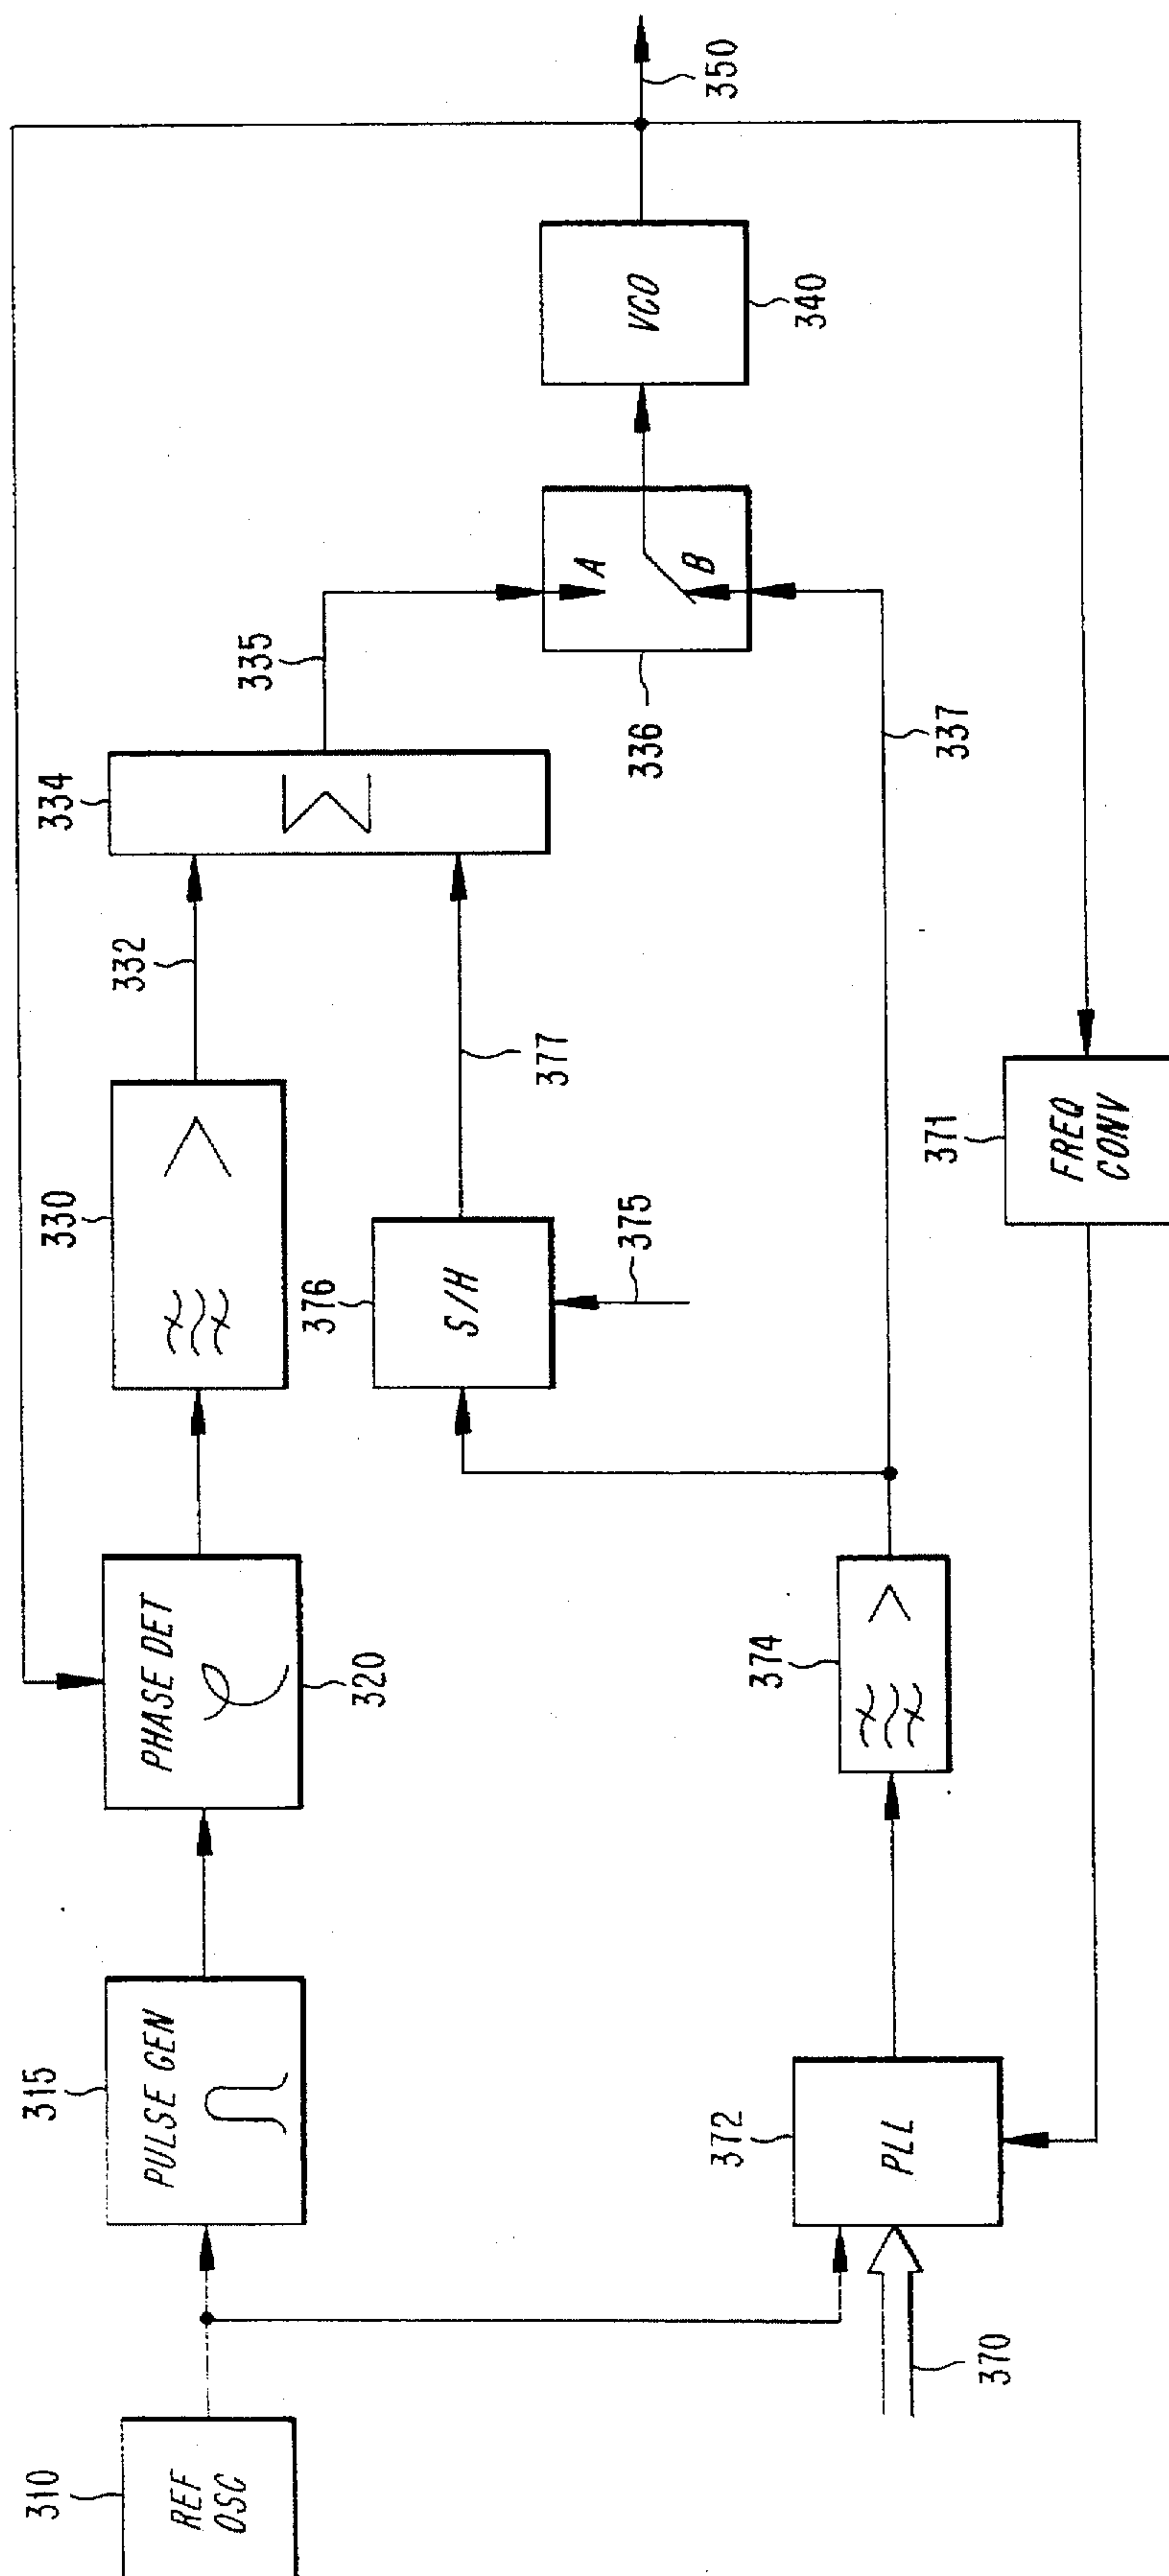 310
REF
OSC
315
PULSE GEN
PHASE DET
320
330
332
334
Σ
335
376
S/H
375
377
336
A
B
VCO
340
350
370
372
PLL
374
337
371
FREQ
CONV